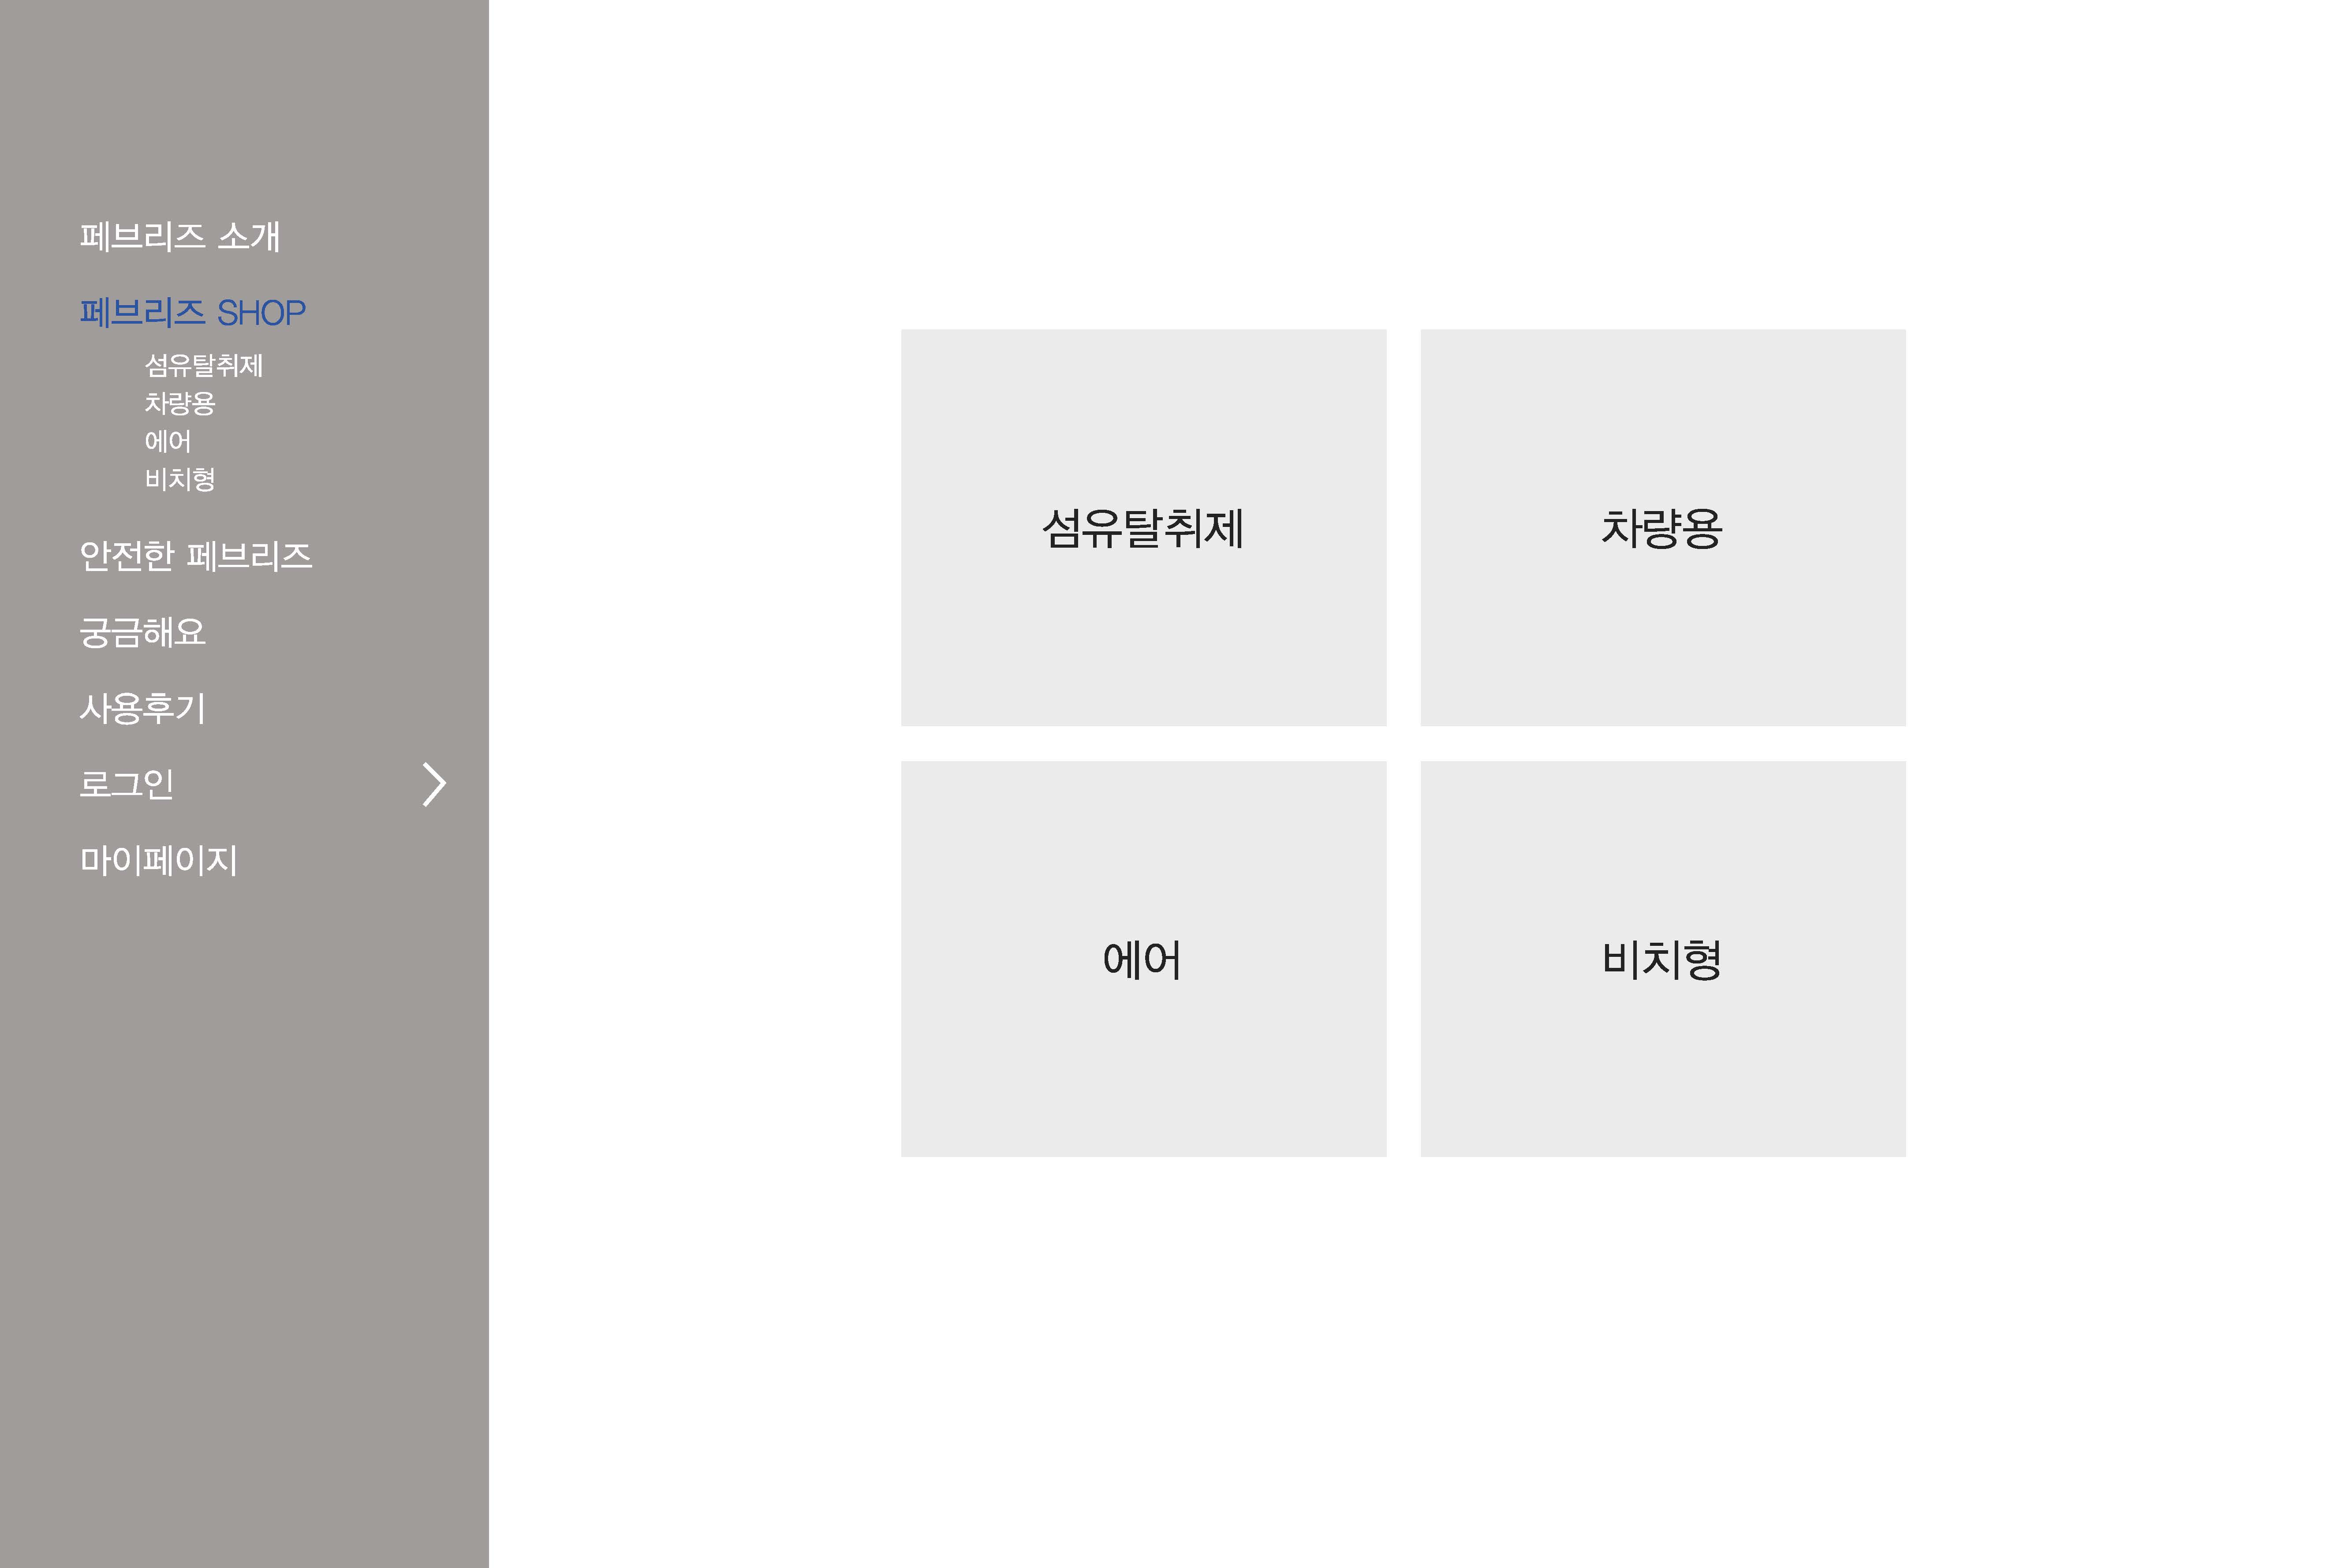 페브리즈 소개
페브리즈 SHOP
섬유탈취제
차량용
에어
비치형
안전한 페브리즈
궁금해요
사용후기
로그인
마이페이지
섬유탈취제
차량용
에어
비치형